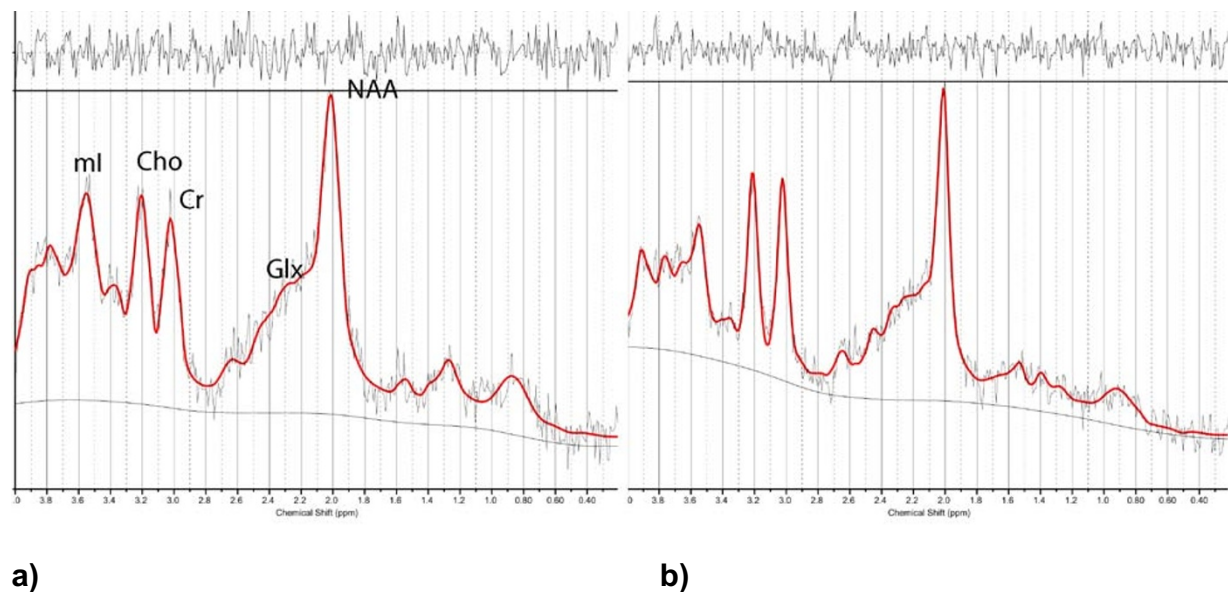 NAA
mI Cho
Cr
Glx
.0 3.8 3.6 3.4 3.2 3.0 2.8 2.6 2.4 2.2 2.0 1.8 1.6 1.4 1.2 1.0 0.80 0.60 0.40
Chemical Shift (ppm)
a)
3.8 3.6 3.4 3.2 3.0 2.8 2.6 2.4 2.2 2.0 1.8 1.6 1.4 1.2 1.0 0.80 0.60 0.40
Chemical Shift (ppm)
b)